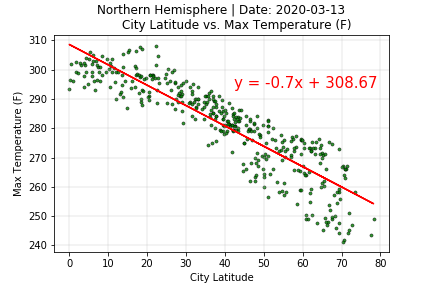 Northern Hemisphere | Date: 2020-03-13
City Latitude vs. Max Temperature (F)
310
300
290
280
270
260
250
240
y = -0.7x + 308.67
Max Temperature (F)
0 10 20 30 40 50 60 70 80
City Latitude